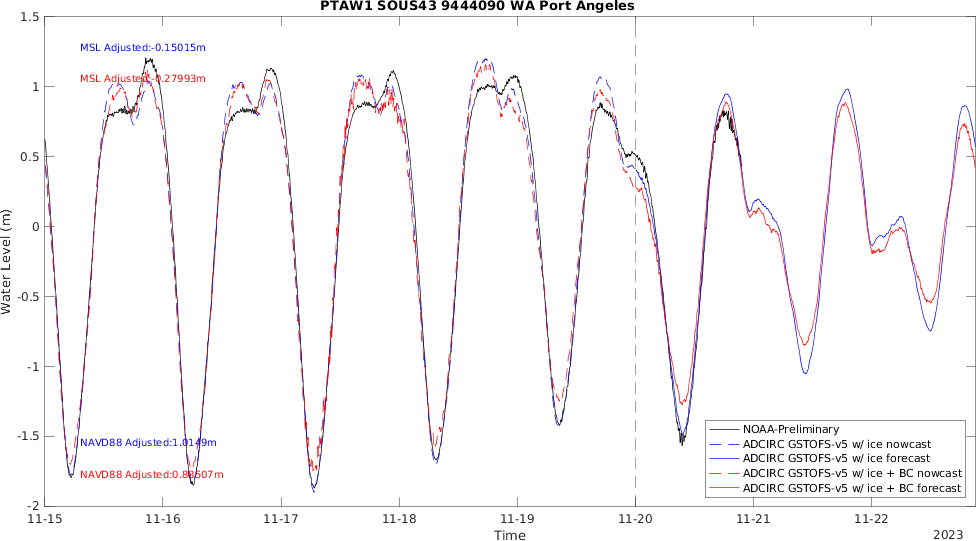 PTAW1 SOUS43 9444090 WA Port Angeles
1.5
MSL Adjusted:-0.15015m
MSL Adjusted:-0.27993m
1
0.5
0
-0.5
-1
-1.5
-2
Water Level (m)
NAVD88 Adjusted:1.0149m
NAVD88 Adjusted:0.88507m
NOAA-Preliminary
ADCIRC GSTOFS-v5 w/ ice nowcast
ADCIRC GSTOFS-v5 w/ ice forecast
ADCIRC GSTOFS-v5 w/ ice + BC nowcast
ADCIRC GSTOFS-v5 w/ ice + BC forecast
11-15 11-16 11-17 11-18 11-19 11-20 11-21 11-22
Time
2023